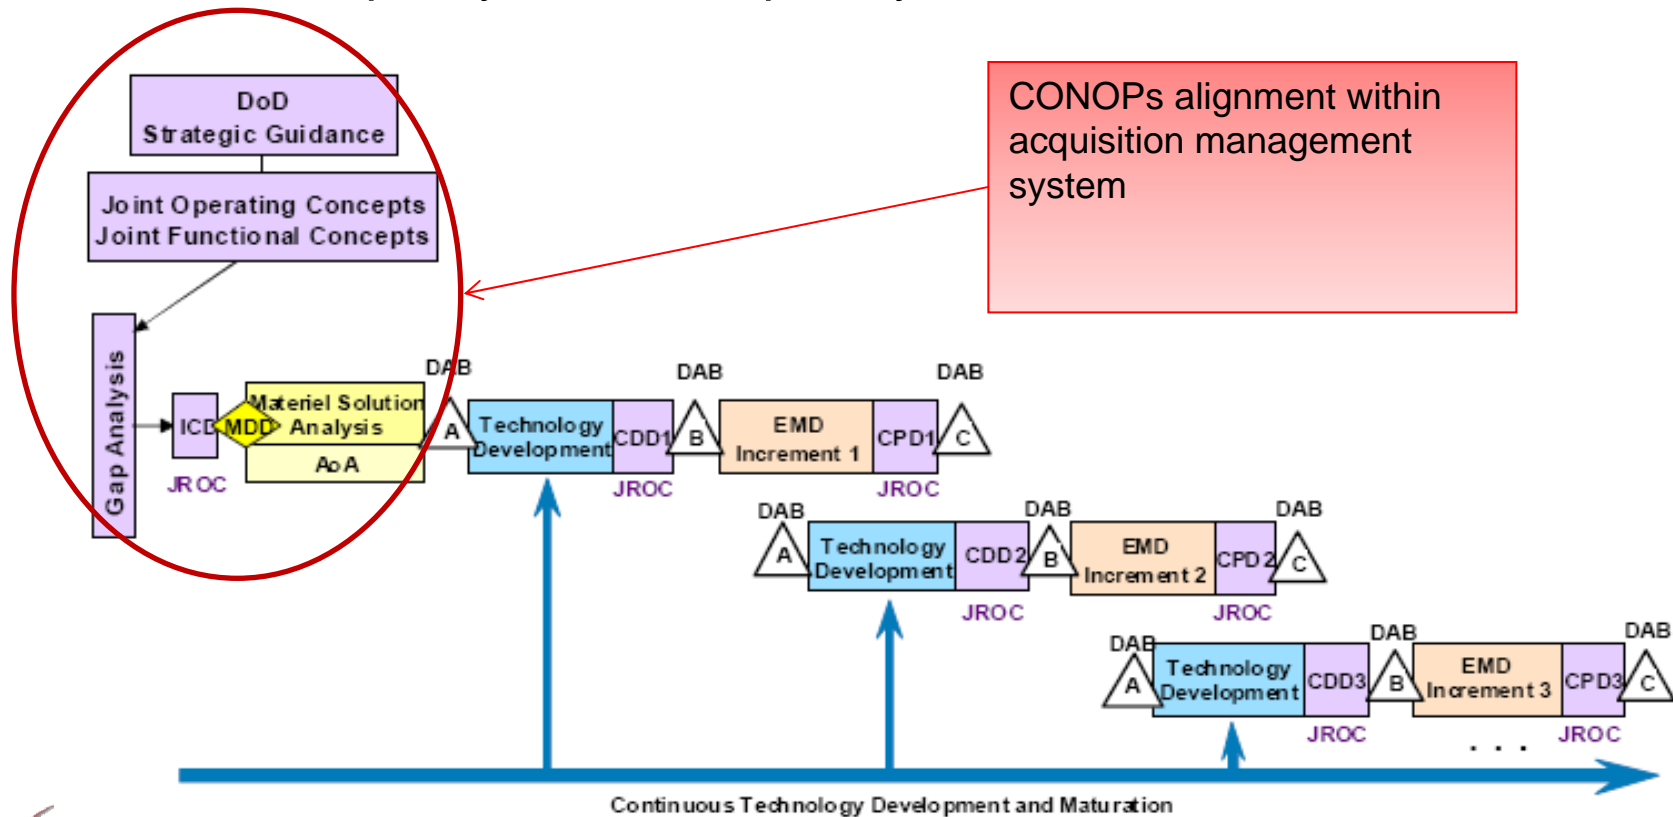 DoD
Strategic Guidance
Joint Operating Concepts
Joint Functional Concepts
CONOPs alignment within
acquisition management
system
Gap Analysis
ICD
JROC
MDD
Materiel Solution
Analysis
AoA
DAB
A
Technology
Development
CDD1
JROC
DAB
B
EMD
Increment 1
CPD1
JROC
DAB
C
DAB
A
Technology
Development
CDD2
JROC
DAB
B
EMD
Increment 2
CPD2
JROC
DAB
C
DAB
A
Technology
Development
CDD3
JROC
DAB
B
EMD
Increment 3
. . .
CPD3
JROC
DAB
C
Continuous Technology Development and Maturation